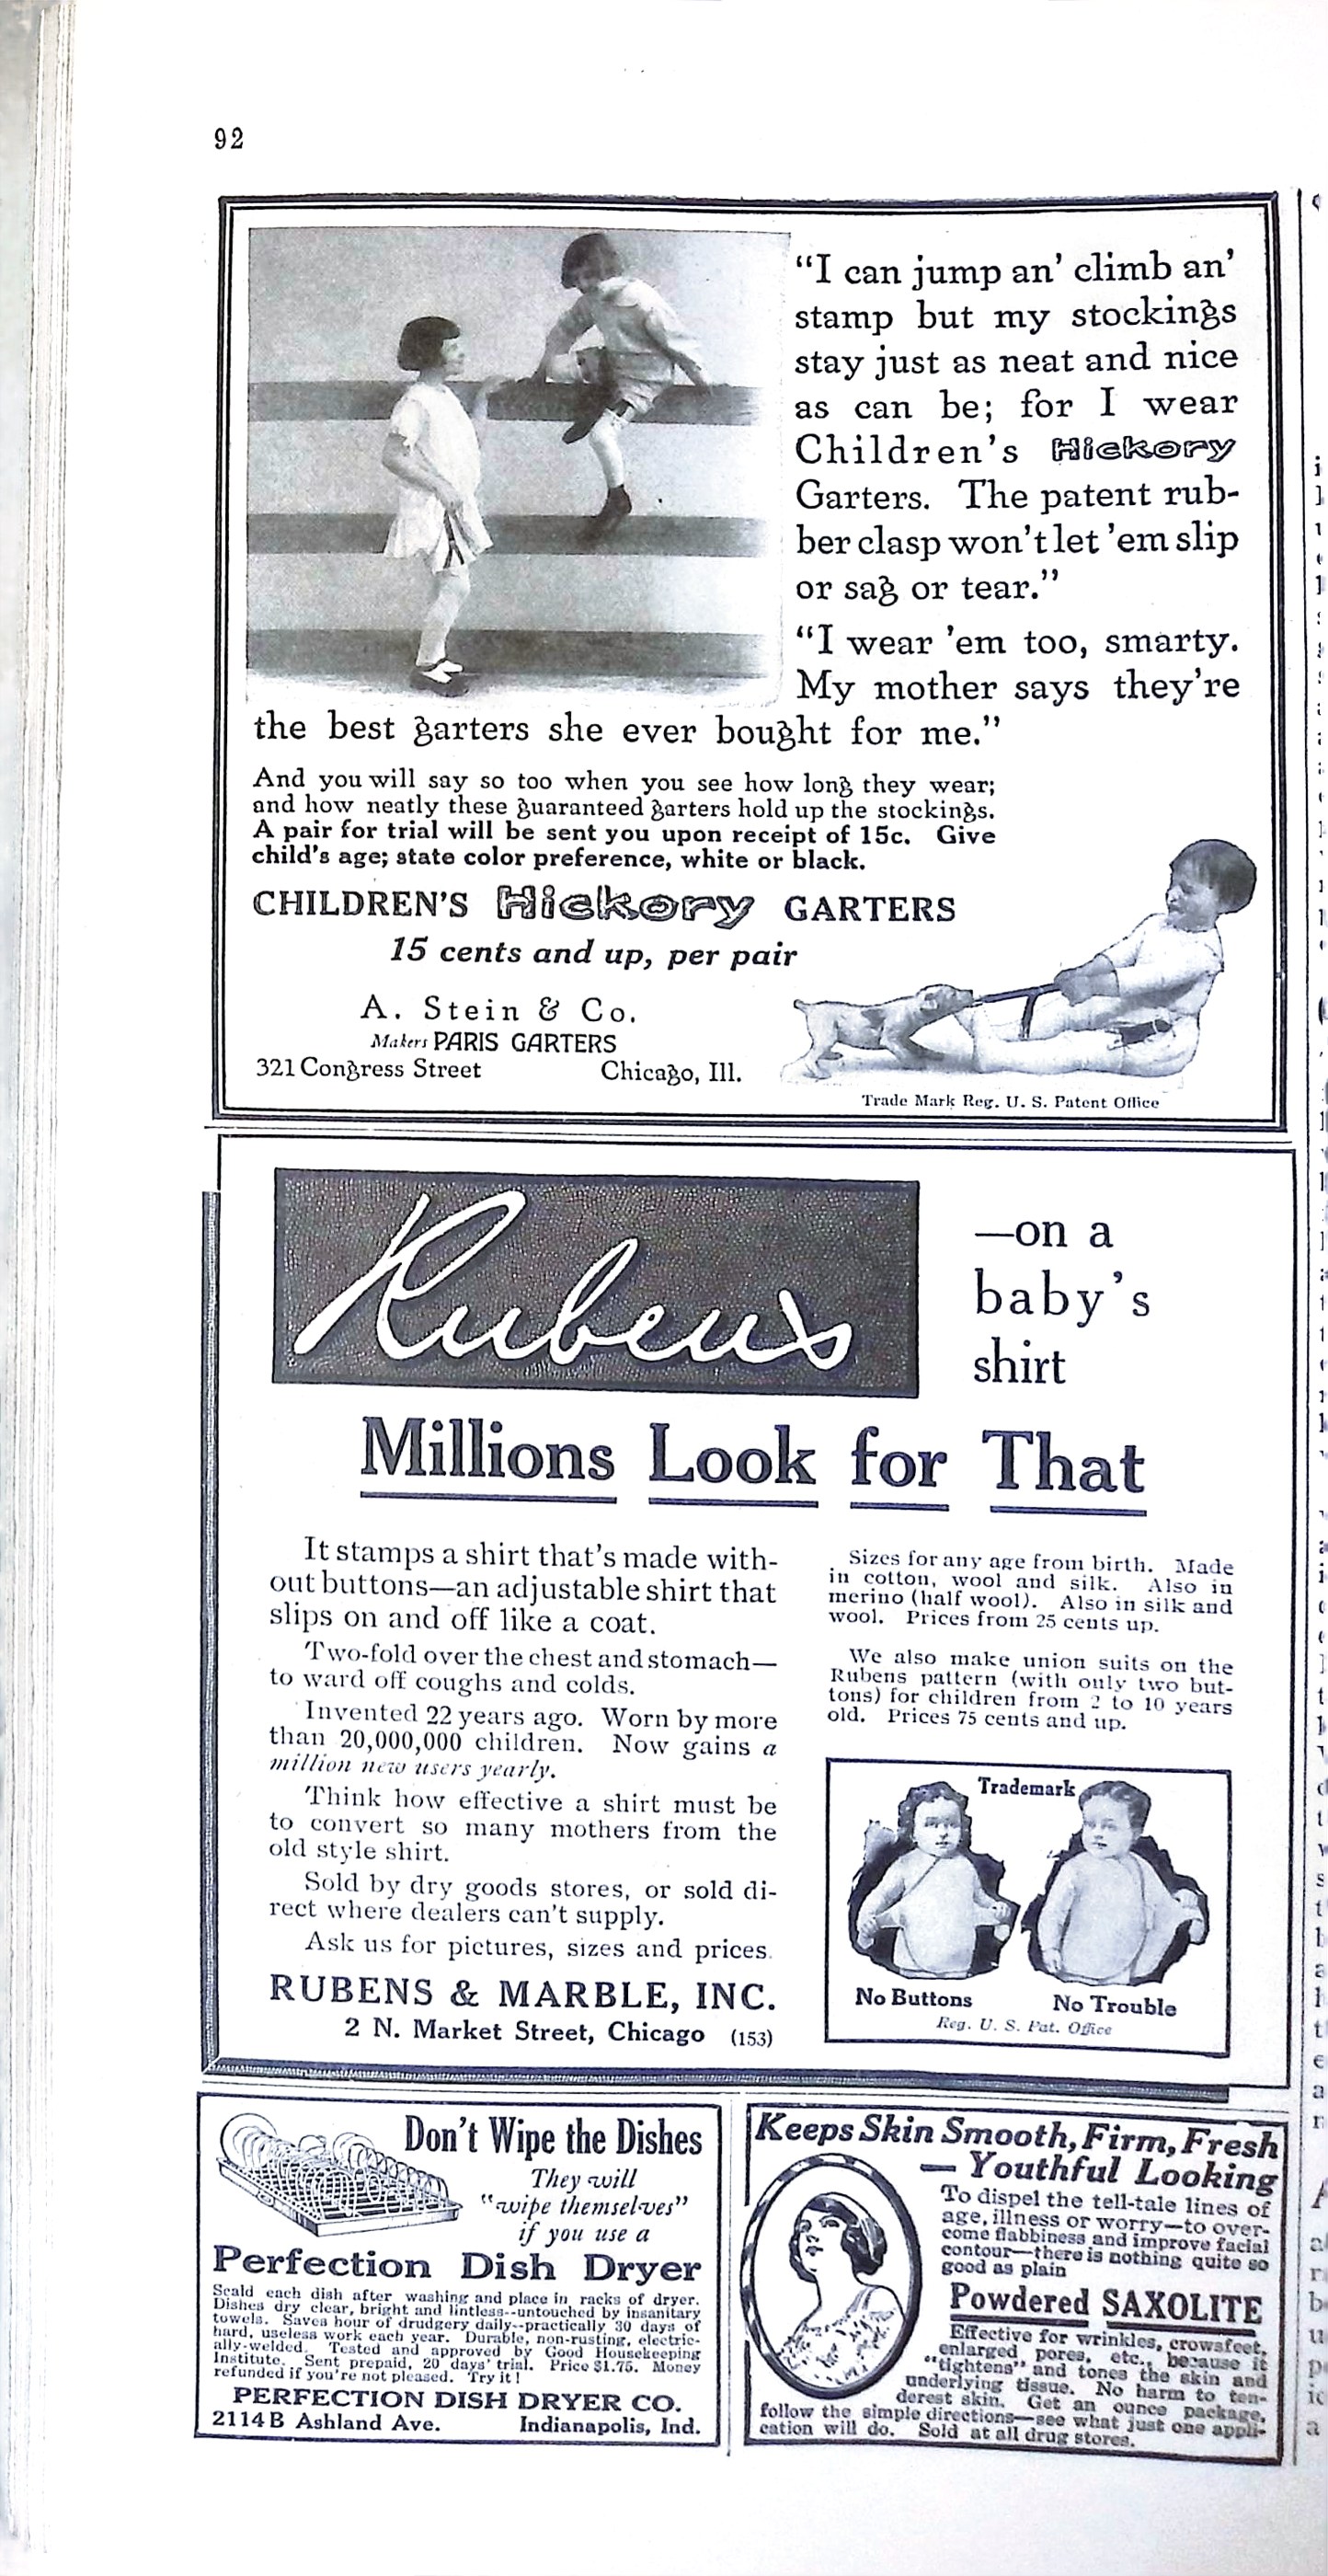 92
“I can jump an’ climb an’
stamp but my stockings
stay just as neat and nice
as can be; for I wear
Children’s Hickory
Garters. The patent rub-
ber clasp won’t let ’em slip
or sag or tear.”
“I wear ’em too, smarty.
My mother says they’re
the best garters she ever bought for me.”
And you will say so too when you see how long they wear;
and how neatly these guaranteed garters hold up the stockings.
A pair for trial will be sent you upon receipt of 15c. Give
child’s age; state color preference, white or black.
CHILDREN’S Hickory GARTERS
15 cents and up, per pair
A. Stein & Co.
Makers PARIS GARTERS
321 Congress Street Chicago, Ill.
Trade Mark Reg. U. S. Patent Office
Rubens
—on a
baby’s
shirt
Millions Look for That
It stamps a shirt that’s made with-
out buttons—an adjustable shirt that
slips on and off like a coat.
Two-fold over the chest and stomach—
to ward off coughs and colds.
Invented 22 years ago. Worn by more
than 20,000,000 children. Now gains a
million new users yearly.
Think how effective a shirt must be
to convert so many mothers from the
old style shirt.
Sold by dry goods stores, or sold di-
rect where dealers can’t supply.
Ask us for pictures, sizes and prices.
RUBENS & MARBLE, INC.
2 N. Market Street, Chicago (153)
Sizes for any age from birth. Made
in cotton, wool and silk. Also in
merino (half wool). Also in silk and
wool. Prices from 25 cents up.
We also make union suits on the
Rubens pattern (with only two but-
tons) for children from 2 to 10 years
old. Prices 75 cents and up.
Trademark
No Buttons No Trouble
Reg. U. S. Pat. Office
Don’t Wipe the Dishes
They will
“wipe themselves”
if you use a
Perfection Dish Dryer
Scald each dish after washing and place in racks of dryer.
Dishes dry clear, bright and lintless--untouched by insanitary
towels. Saves hour of drudgery daily--practically 30 days of
hard, useless work each year. Durable, non-rusting, electric-
ally-welded. Tested and approved by Good Housekeeping
Institute. Sent prepaid, 20 days’ trial. Price $1.75. Money
refunded if you’re not pleased. Try it!
PERFECTION DISH DRYER CO.
2114B Ashland Ave. Indianapolis, Ind.
Keeps Skin Smooth, Firm, Fresh
— Youthful Looking
To dispel the tell-tale lines of
age, illness or worry—to over-
come flabbiness and improve facial
contour—there is nothing quite so
good as plain
Powdered SAXOLITE
Effective for wrinkles, crowsfeet,
enlarged pores, etc., because it
“tightens” and tones the skin and
underlying tissue. No harm to ten-
derest skin. Get an ounce package,
follow the simple directions—see what just one appli-
cation will do. Sold at all drug stores.